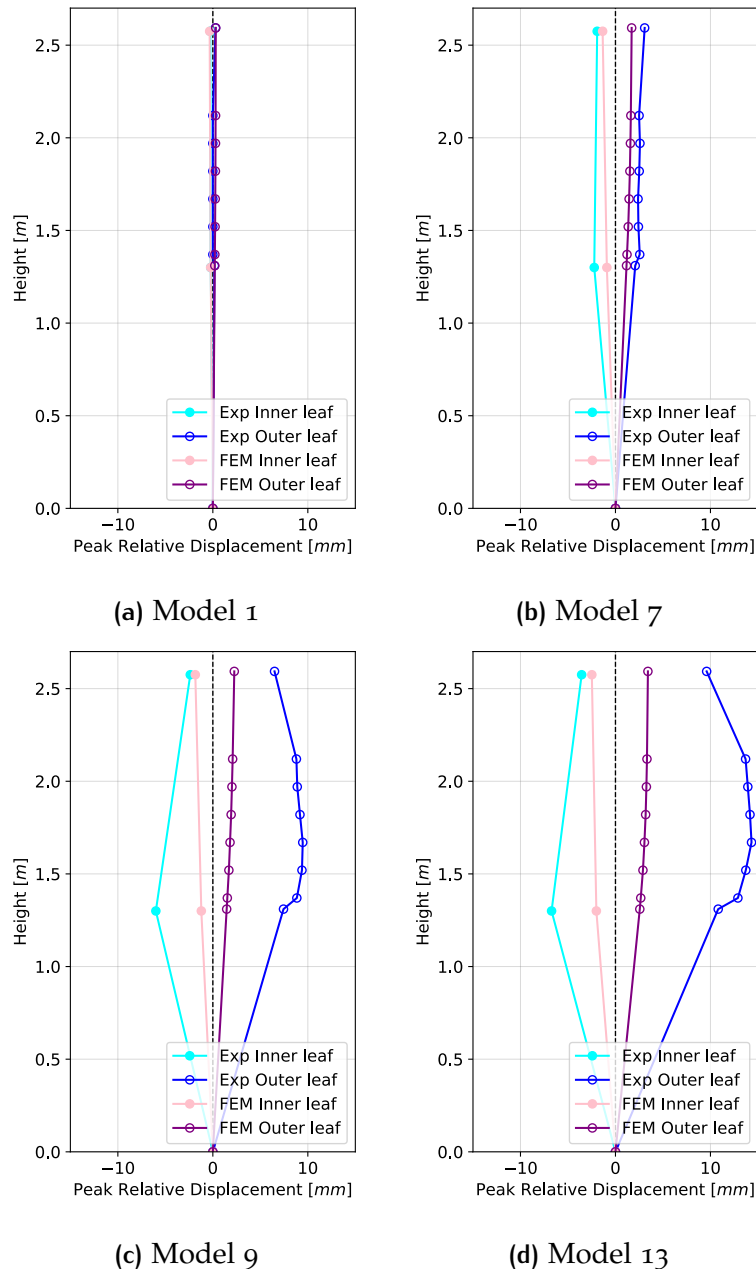 2.5
2.0
1.5
1.0
0.5
0.0
Height [m]
Exp Inner leaf
Exp Outer leaf
FEM Inner leaf
FEM Outer leaf
−10 0 10
Peak Relative Displacement [mm]
(a) Model 1
2.5
2.0
1.5
1.0
0.5
0.0
Height [m]
Exp Inner leaf
Exp Outer leaf
FEM Inner leaf
FEM Outer leaf
−10 0 10
Peak Relative Displacement [mm]
(b) Model 7
2.5
2.0
1.5
1.0
0.5
0.0
Height [m]
Exp Inner leaf
Exp Outer leaf
FEM Inner leaf
FEM Outer leaf
−10 0 10
Peak Relative Displacement [mm]
(c) Model 9
2.5
2.0
1.5
1.0
0.5
0.0
Height [m]
Exp Inner leaf
Exp Outer leaf
FEM Inner leaf
FEM Outer leaf
−10 0 10
Peak Relative Displacement [mm]
(d) Model 13